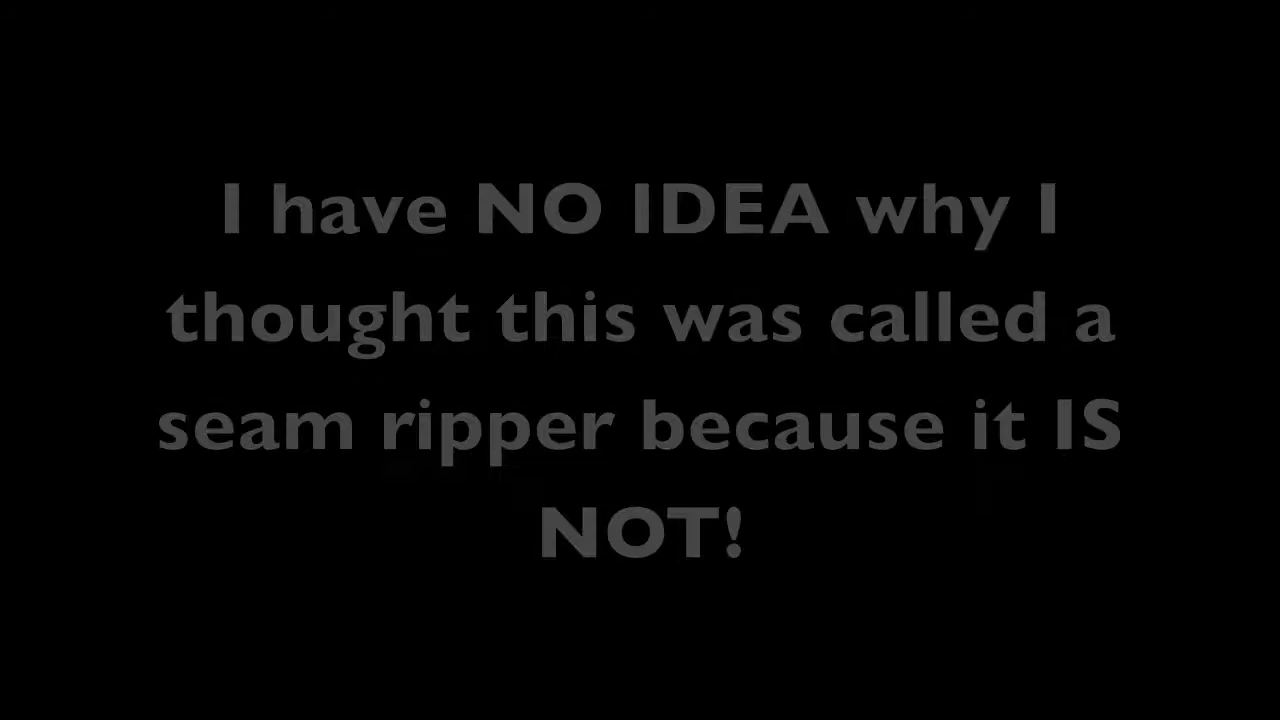 I have NO IDEA why I
thought this was called a
seam ripper because it IS
NOT!